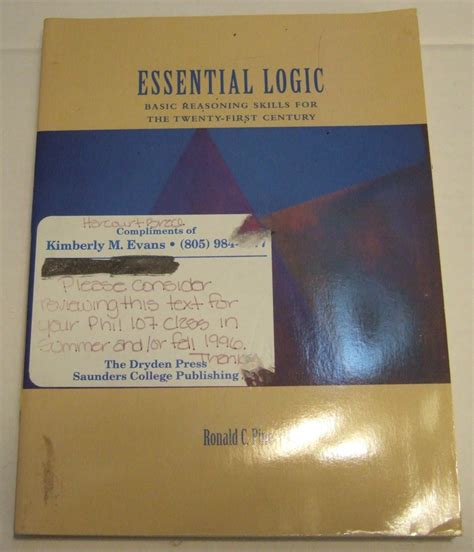 ESSENTIAL LOGIC
BASIC REASONING SKILLS FOR
THE TWENTY-FIRST CENTURY
Harcourt Brace
Compliments of
Kimberly M. Evans • (805) 984-
Please consider
reviewing this text for
your Phil 107 class in
Summer and/or fall 1996.
Thanks
The Dryden Press
Saunders College Publishing
Ronald C.